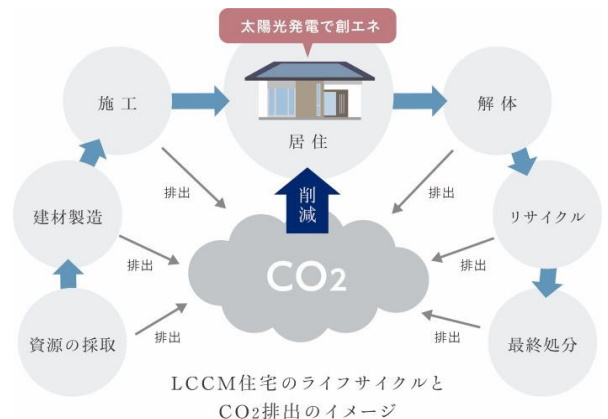 太陽光発電で創エネ
施工
居住
解体
排出
削減
排出
建材製造
リサイクル
排出
CO2
排出
資源の採取
排出
排出
最終処分
LCCM住宅のライフサイクルと
CO2排出のイメージ